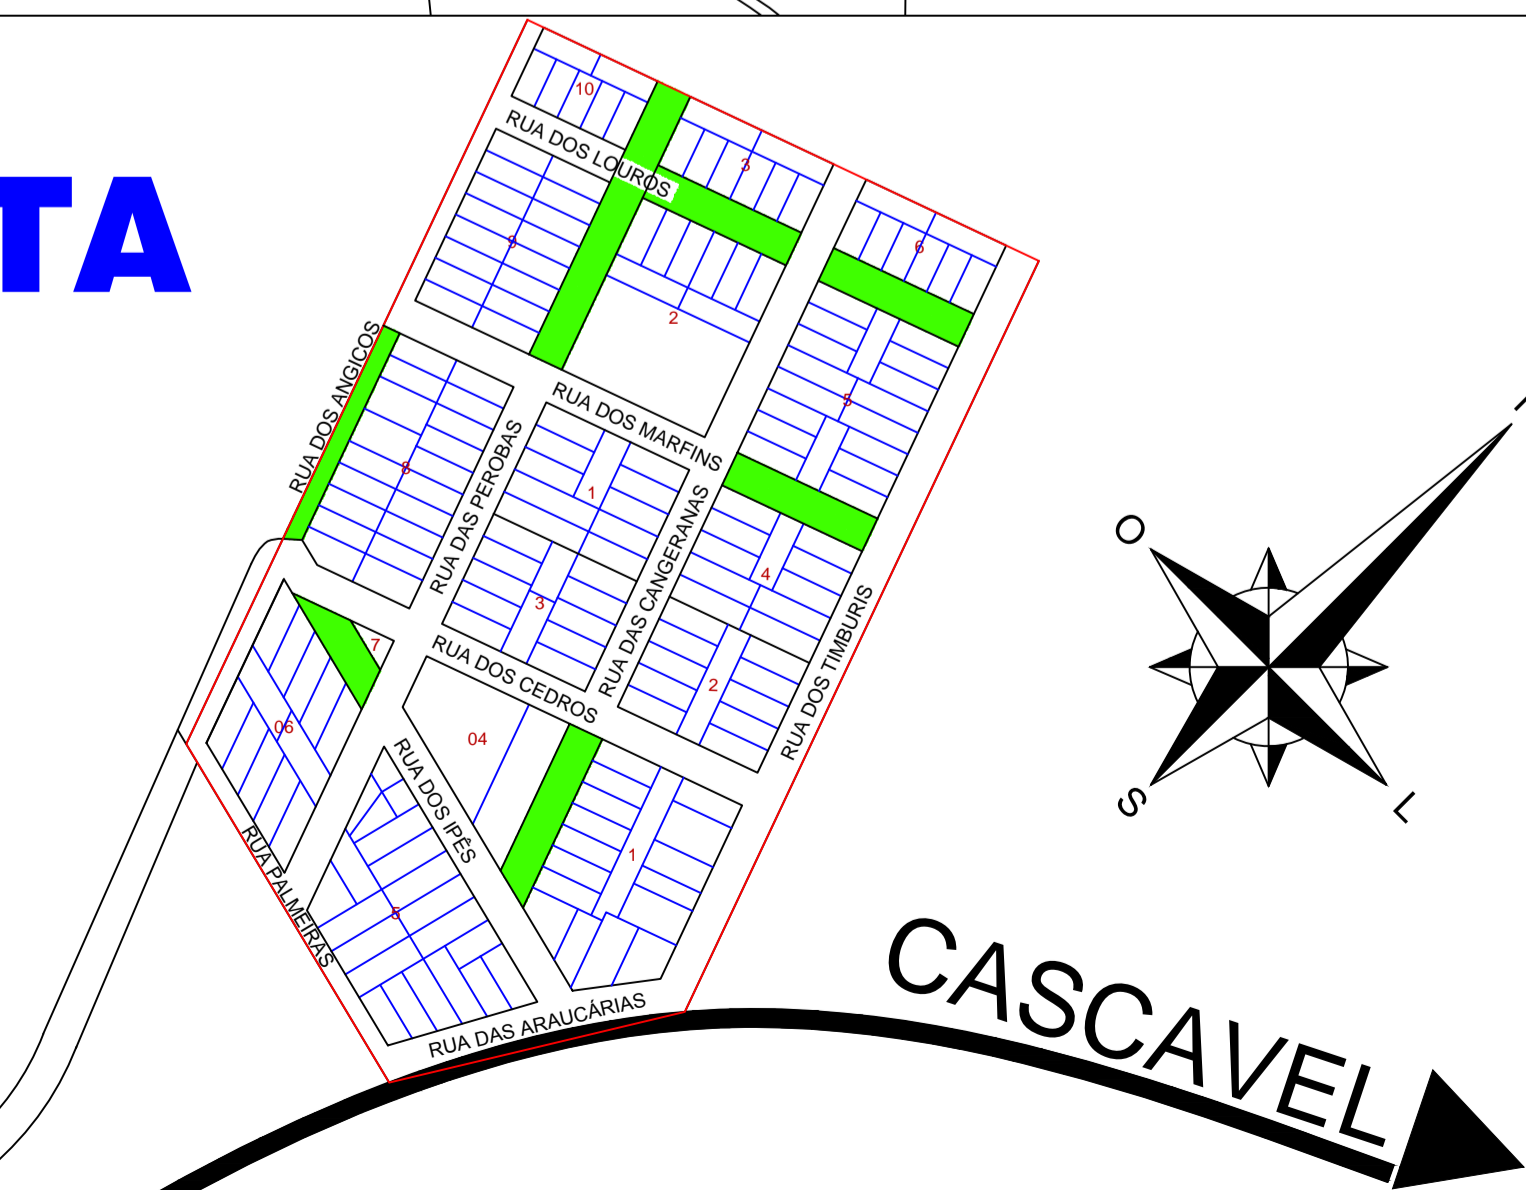 TA
10
RUA DOS LOUROS
3
6
9
2
RUA DOS ANGICOS
RUA DOS MARFINS
5
8
RUA DAS PEROBAS
1
RUA DAS CANGERANAS
4
3
RUA DOS TIMBURIS
7
RUA DOS CEDROS
2
06
04
RUA DOS IPÊS
1
RUA PALMEIRAS
5
RUA DAS ARAUCÁRIAS
O
S
L
CASCAVEL